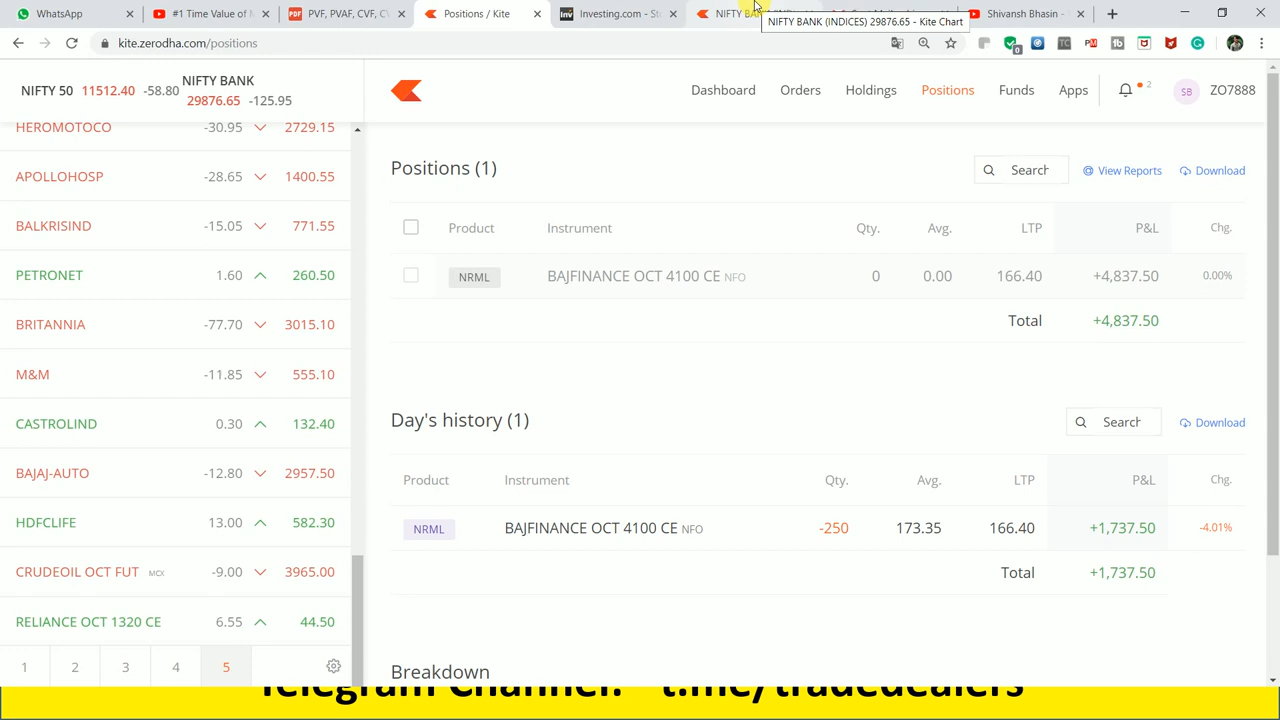 WhatsApp
#1 Time Value of M
PVF, PVAF, CVF, C
Positions / Kite
Investing.com - Sto
NIFTY BA
Shivansh Bhasin
NIFTY BANK (INDICES) 29876.65 - Kite Chart
kite.zerodha.com/positions
NIFTY 50 11512.40 -58.80
NIFTY BANK
29876.65 -125.95
Dashboard Orders Holdings Positions Funds Apps 2 SB ZO7888
HEROMOTOCO -30.95 2729.15
APOLLOHOSP -28.65 1400.55
BALKRISIND -15.05 771.55
PETRONET 1.60 260.50
BRITANNIA -77.70 3015.10
M&M -11.85 555.10
CASTROLIND 0.30 132.40
BAJAJ-AUTO -12.80 2957.50
HDFCLIFE 13.00 582.30
CRUDEOIL OCT FUT MCX -9.00 3965.00
RELIANCE OCT 1320 CE 6.55 44.50
1 2 3 4 5
Positions (1)
Search View Reports Download
Product Instrument Qty. Avg. LTP P&L Chg.
NRML BAJFINANCE OCT 4100 CE NFO 0 0.00 166.40 +4,837.50 0.00%
Total +4,837.50
Day's history (1)
Search Download
Product Instrument Qty. Avg. LTP P&L Chg.
NRML BAJFINANCE OCT 4100 CE NFO -250 173.35 166.40 +1,737.50 -4.01%
Total +1,737.50
Breakdown
Telegram Channel: t.me/tradedealers